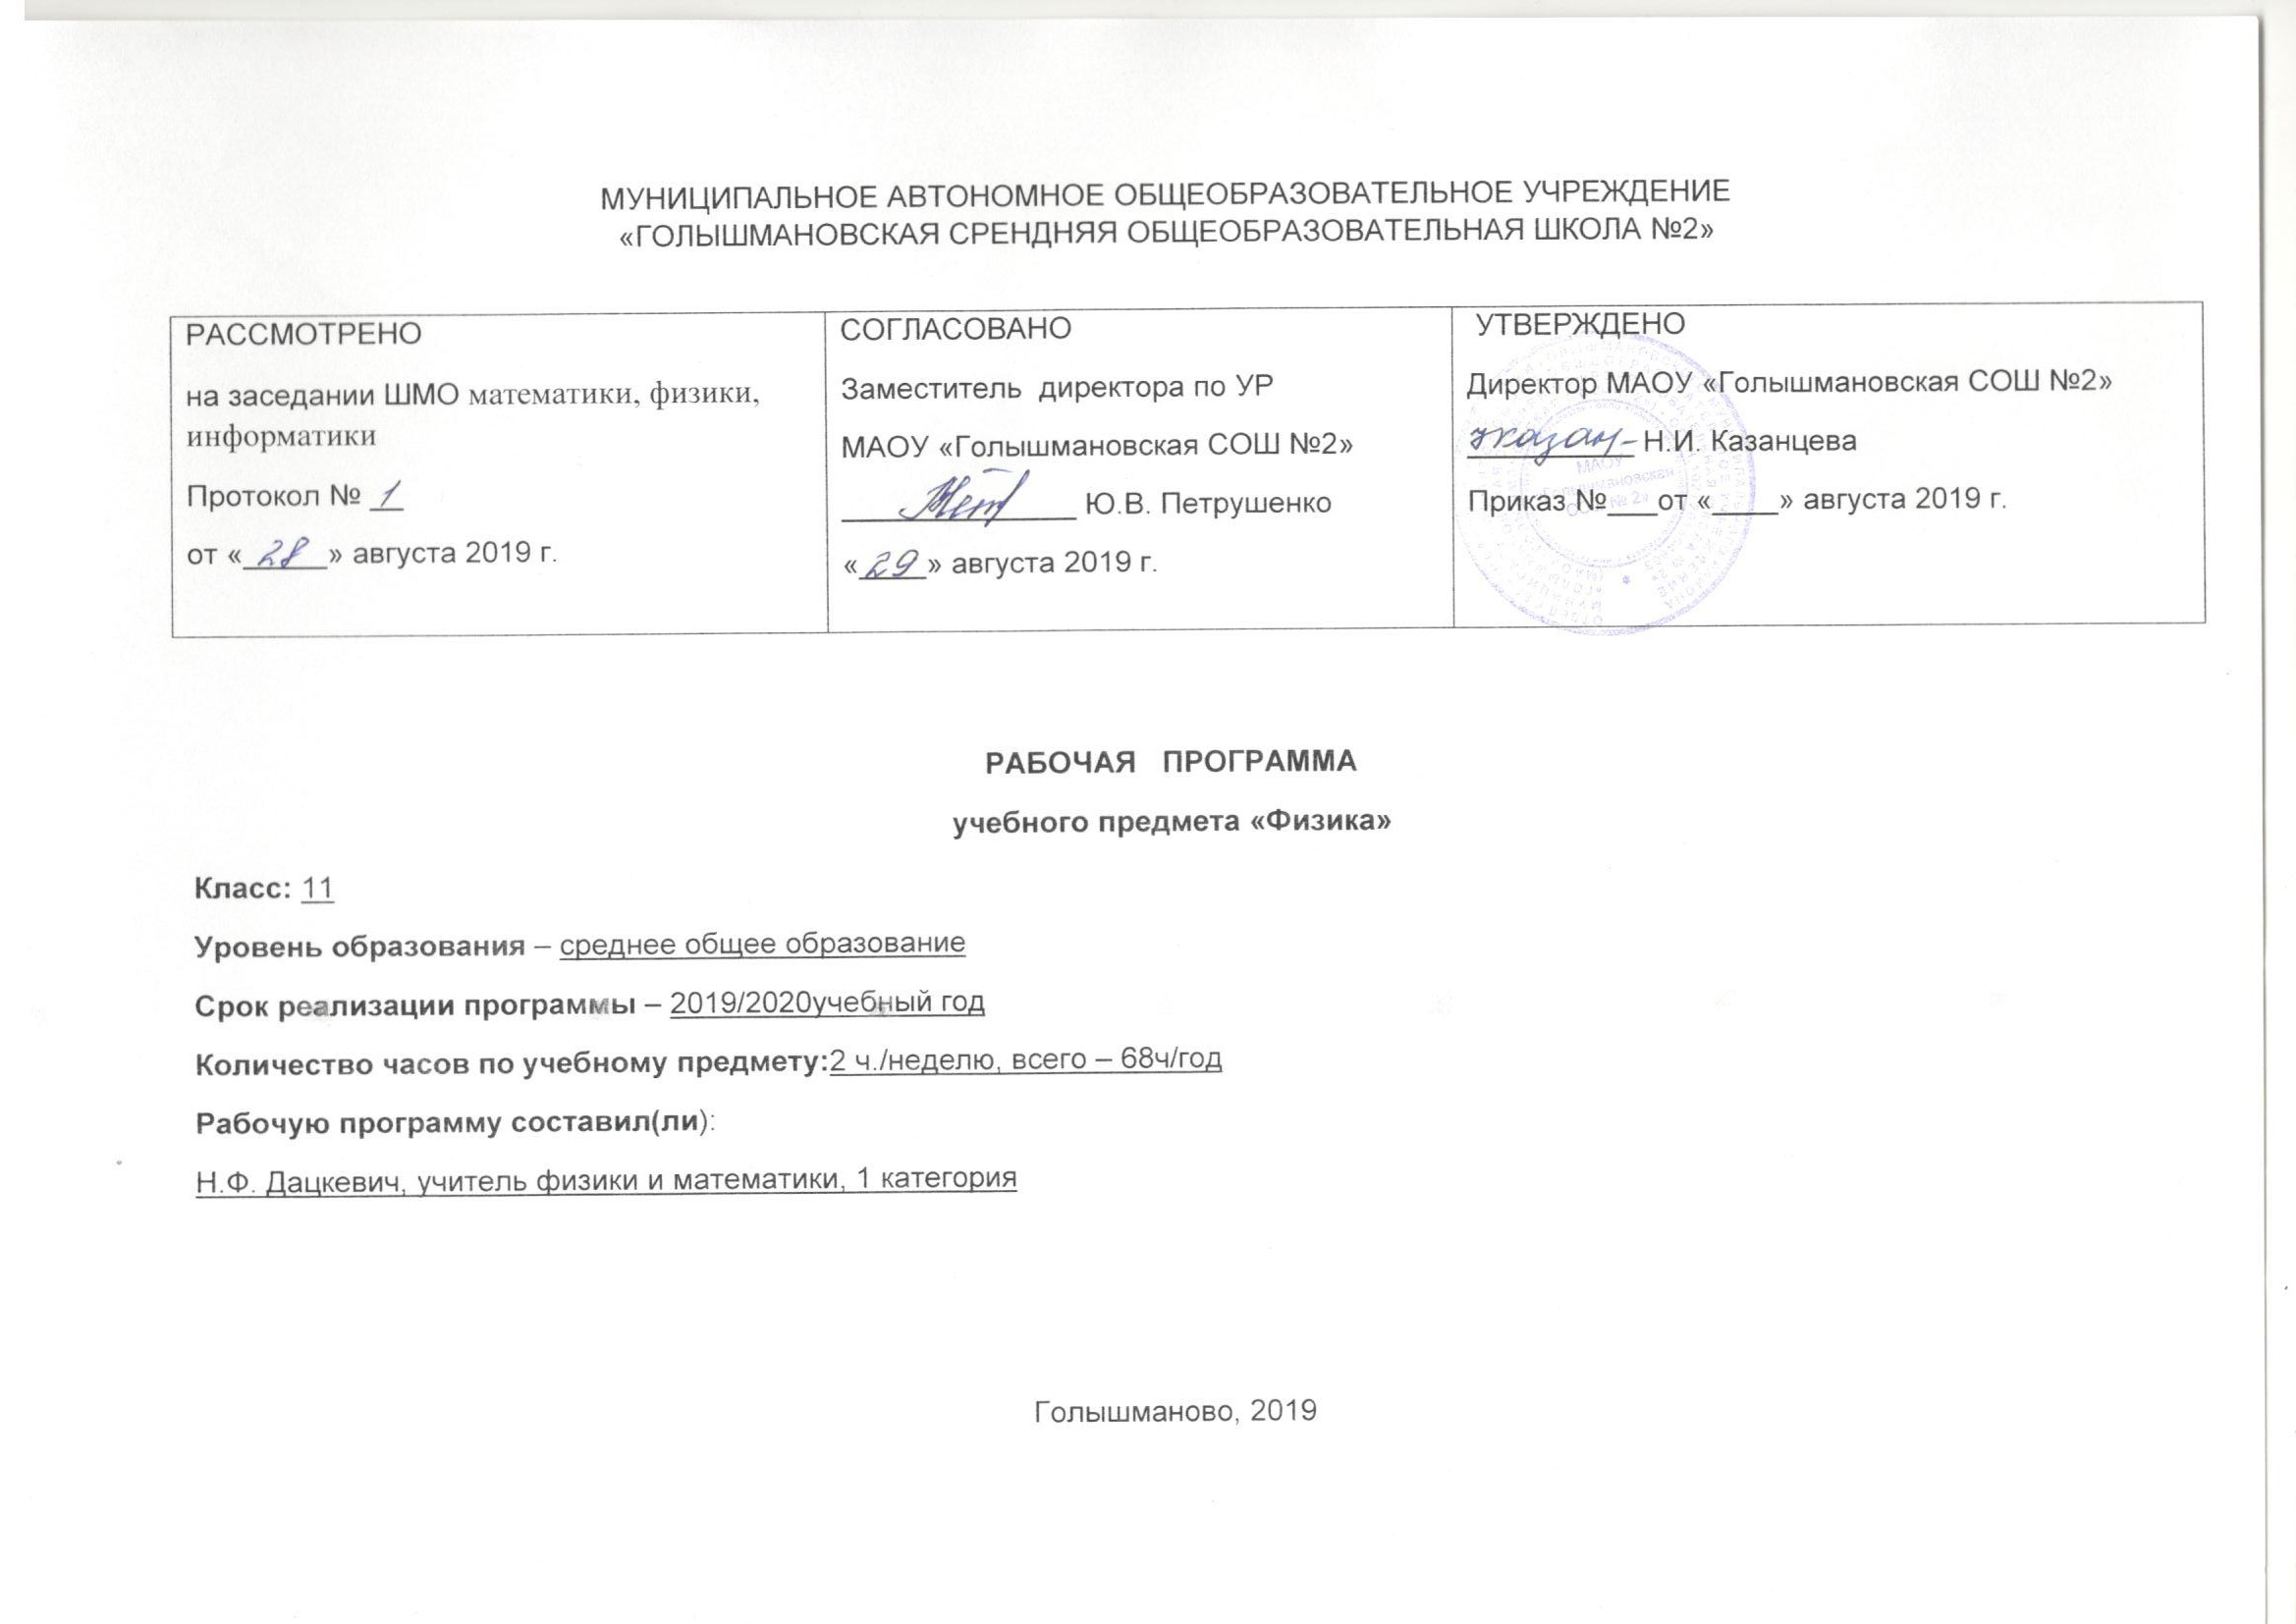 МУНИЦИПАЛЬНОЕ АВТОНОМНОЕ ОБЩЕОБРАЗОВАТЕЛЬНОЕ УЧРЕЖДЕНИЕ
«ГОЛЫШМАНОВСКАЯ СРЕНДНЯЯ ОБЩЕОБРАЗОВАТЕЛЬНАЯ ШКОЛА №2»
РАССМОТРЕНО
на заседании ШМО математики, физики,
информатики
Протокол № 1
от «28» августа 2019 г.
СОГЛАСОВАНО
Заместитель директора по УР
МАОУ «Голышмановская СОШ №2»
Ю.В. Петрушенко
«29» августа 2019 г.
УТВЕРЖДЕНО
Директор МАОУ «Голышмановская СОШ №2»
Н.И. Казанцева
Приказ №___от «____» августа 2019 г.
МАОУ
РАБОЧАЯ ПРОГРАММА
учебного предмета «Физика»
Класс: 11
Уровень образования – среднее общее образование
Срок реализации программы – 2019/2020учебный год
Количество часов по учебному предмету:2 ч./неделю, всего – 68ч/год
Рабочую программу составил(ли):
Н.Ф. Дацкевич, учитель физики и математики, 1 категория
Голышманово, 2019